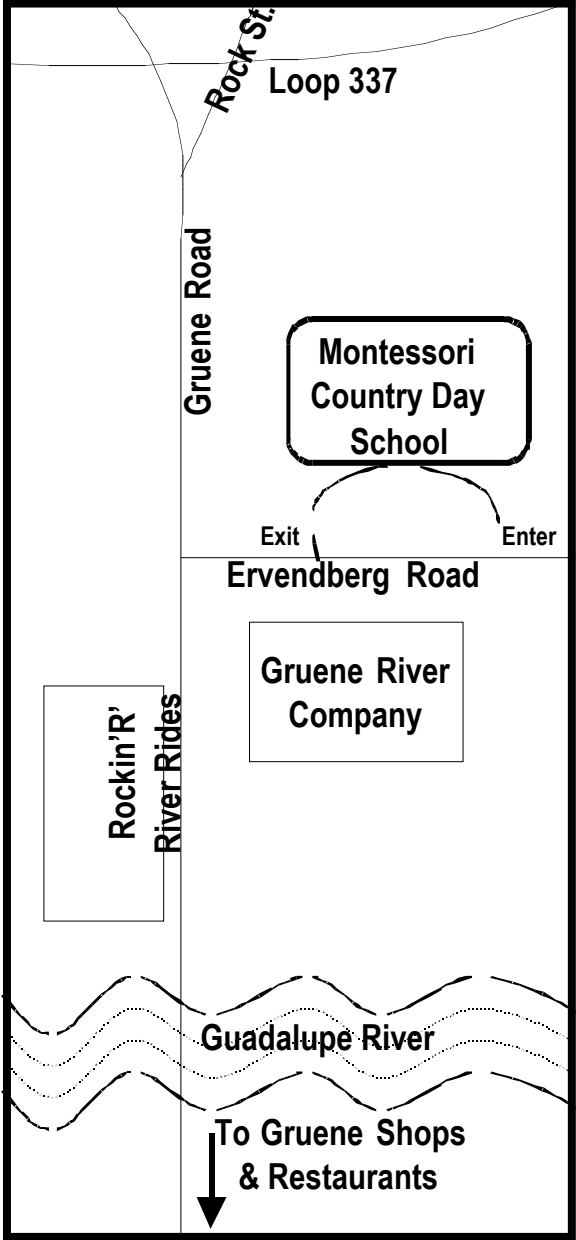 Rock St.
Loop 337
Gruene Road
Montessori
Country Day
School
Exit
Enter
Ervendberg Road
Gruene River
Company
Rockin'R'
River Rides
Guadalupe River
To Gruene Shops
& Restaurants